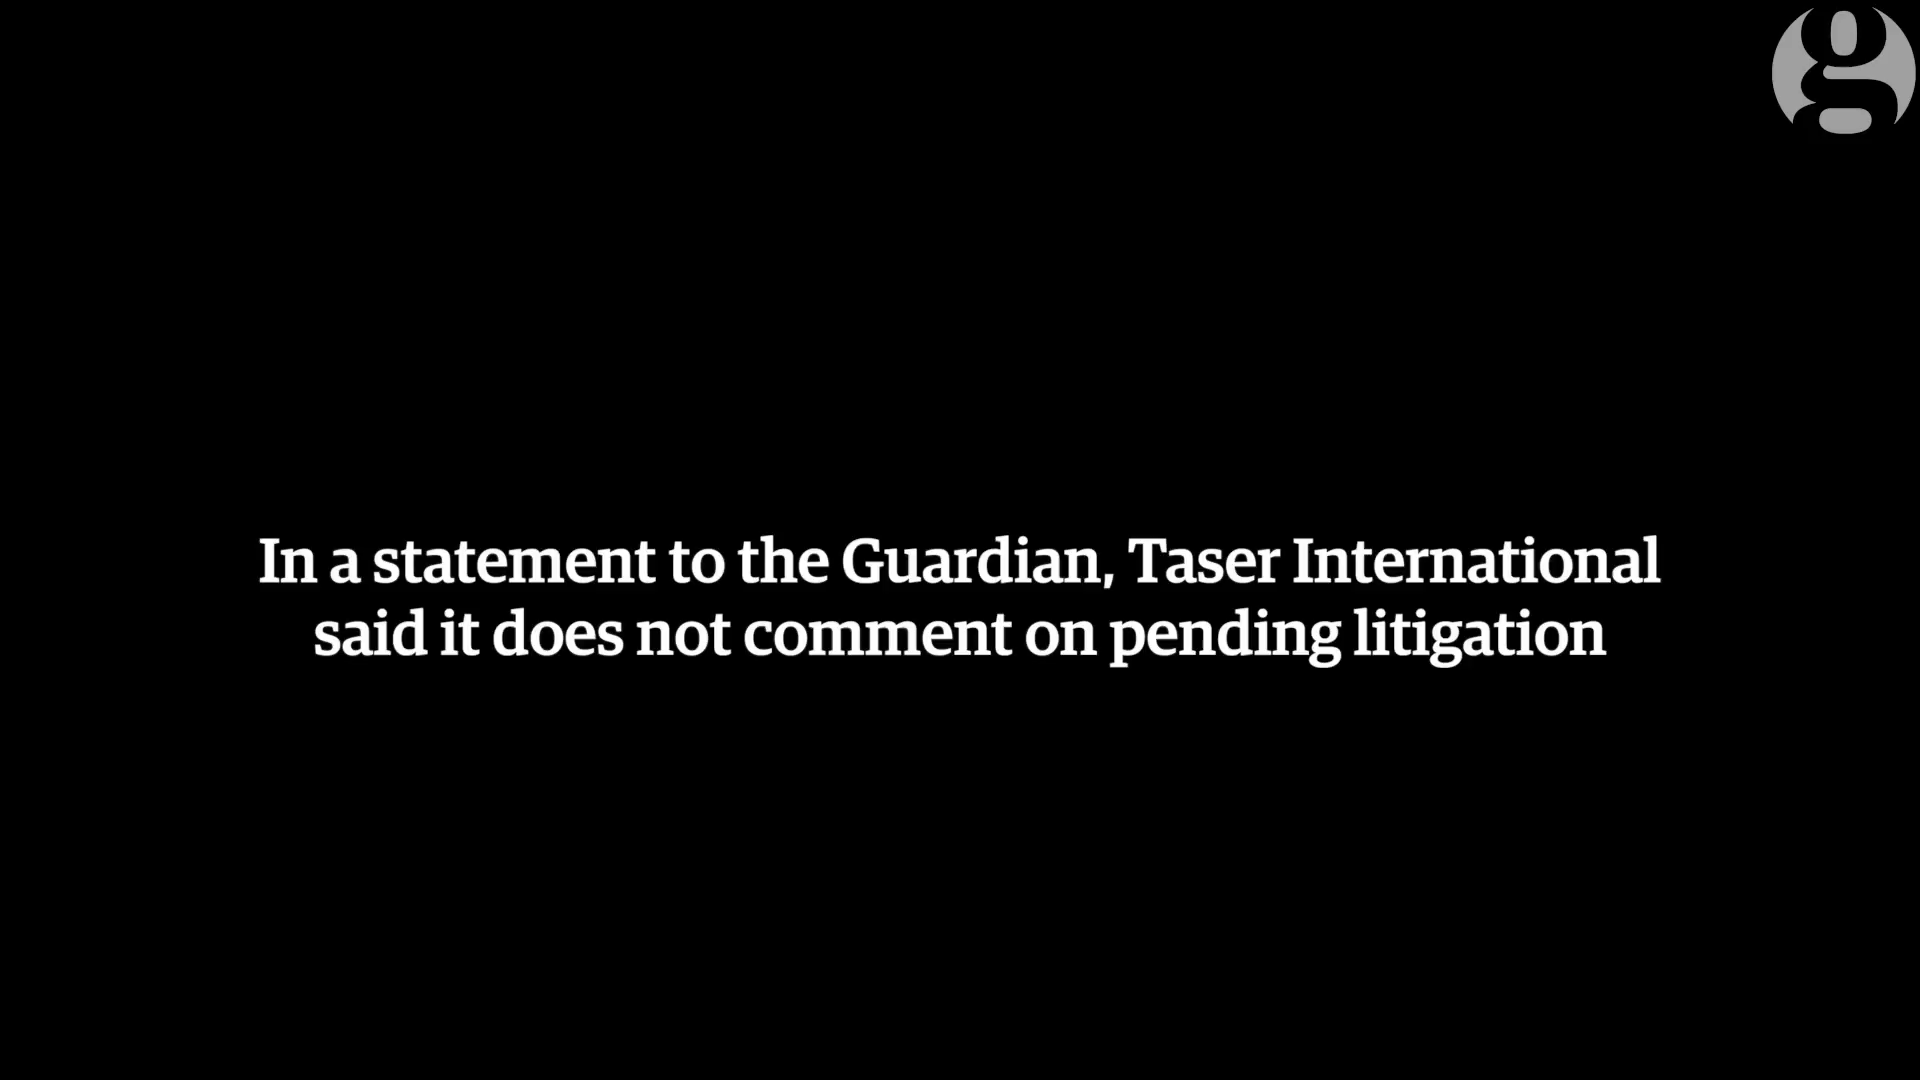 g
In a statement to the Guardian, Taser International
said it does not comment on pending litigation